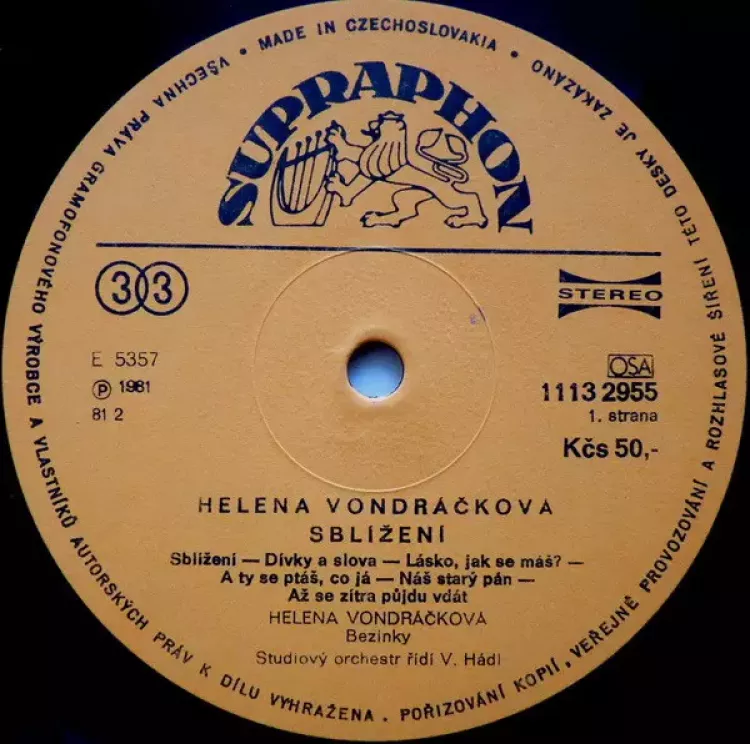 • MADE IN CZECHOSLOVAKIA •
VŠECHNA PRÁVA GRAMOFONOVÉHO VÝROBCE A VLASTNÍKŮ AUTORSKÝCH PRÁV K DÍLU VYHRAŽENA. POŘIZOVÁNÍ KOPIÍ, VEŘEJNÉ PROVOZOVÁNÍ A ROZHLASOVÉ ŠÍŘENÍ TÉTO DESKY JE ZAKÁZÁNO
SUPRAPHON
33
STEREO
E 5357
Ⓟ 1981
81 2
OSA
1113 2955
1. strana
Kčs 50,-
HELENA VONDRÁČKOVÁ
SBLÍŽENÍ
Sblížení — Dívky a slova — Lásko, jak se máš? —
A ty se ptáš, co já — Náš starý pán —
Až se zítra půjdu vdát
HELENA VONDRÁČKOVÁ
Bezinky
Studiový orchestr řídí V. Hádl